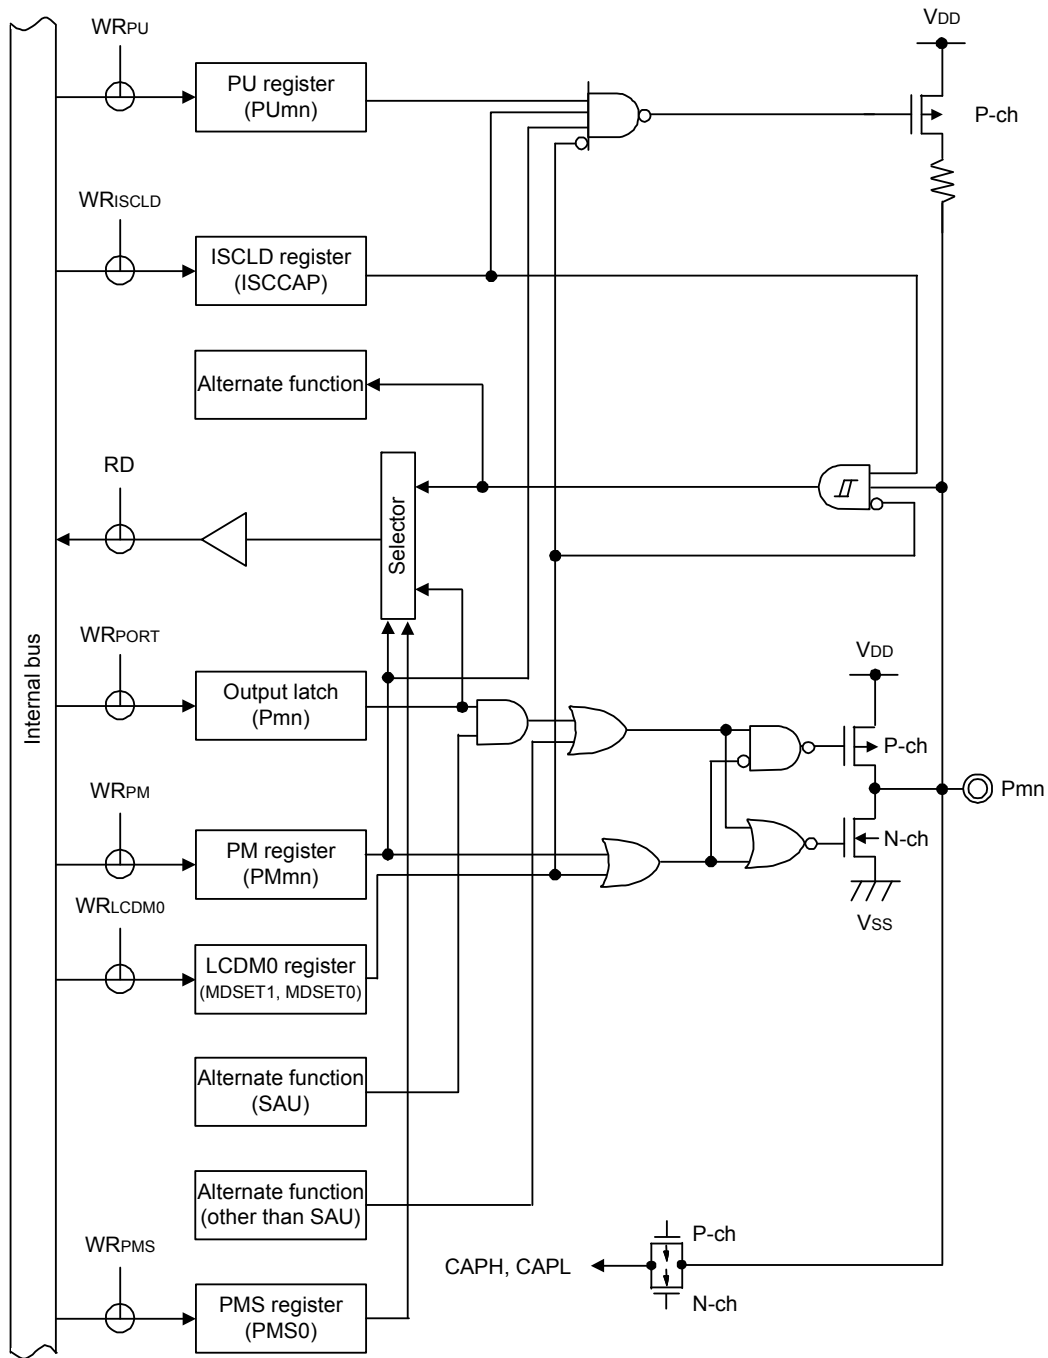 WRPU
VDD
PU register
(PUmn)
P-ch
WRISCLD
ISCLD register
(ISCCAP)
Alternate function
RD
Selector
Internal bus
WRPORT
VDD
Output latch
(Pmn)
P-ch
Pmn
WRPM
PM register
(PMmn)
N-ch
WRLCDM0
VSS
LCDM0 register
(MDSET1, MDSET0)
Alternate function
(SAU)
Alternate function
(other than SAU)
P-ch
WRPMS
CAPH, CAPL
N-ch
PMS register
(PMS0)